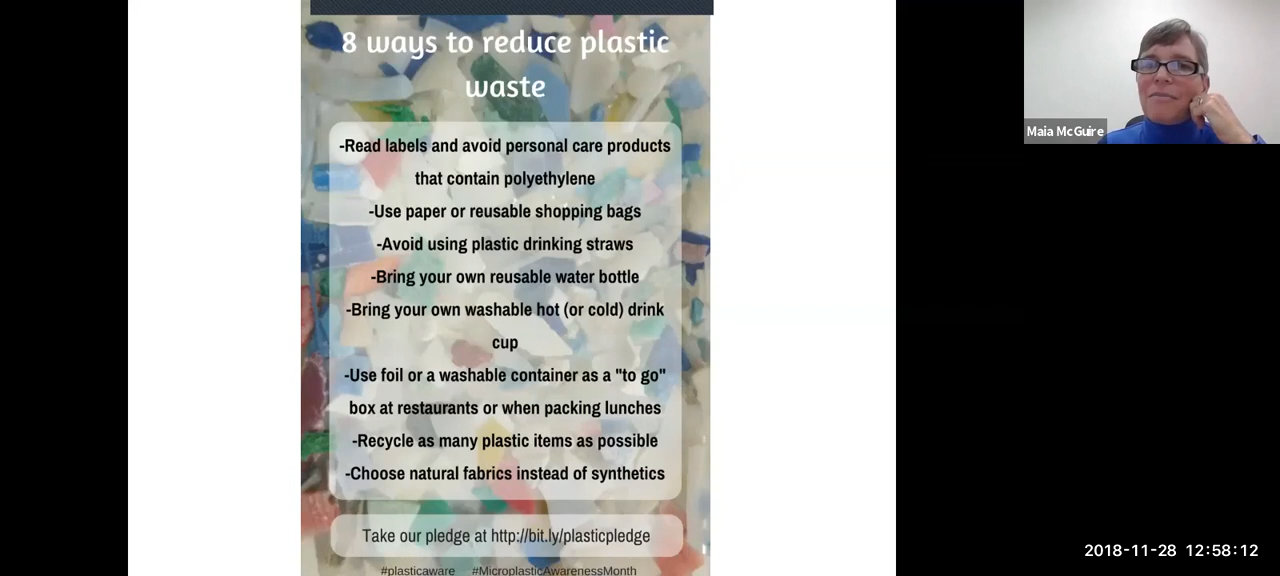 8 ways to reduce plastic
waste
-Read labels and avoid personal care products
that contain polyethylene
-Use paper or reusable shopping bags
-Avoid using plastic drinking straws
-Bring your own reusable water bottle
-Bring your own washable hot (or cold) drink
cup
-Use foil or a washable container as a "to go"
box at restaurants or when packing lunches
-Recycle as many plastic items as possible
-Choose natural fabrics instead of synthetics
Take our pledge at http://bit.ly/plasticpledge
#plasticaware #MicroplasticAwarenessMonth
Maia McGuire
2018-11-28 12:58:12